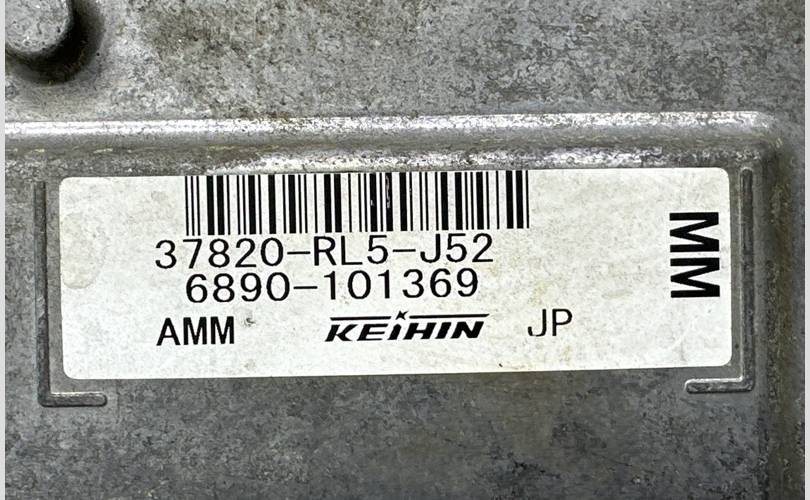 37820-RL5-J52
6890-101369
AMM KEIHIN JP
MM